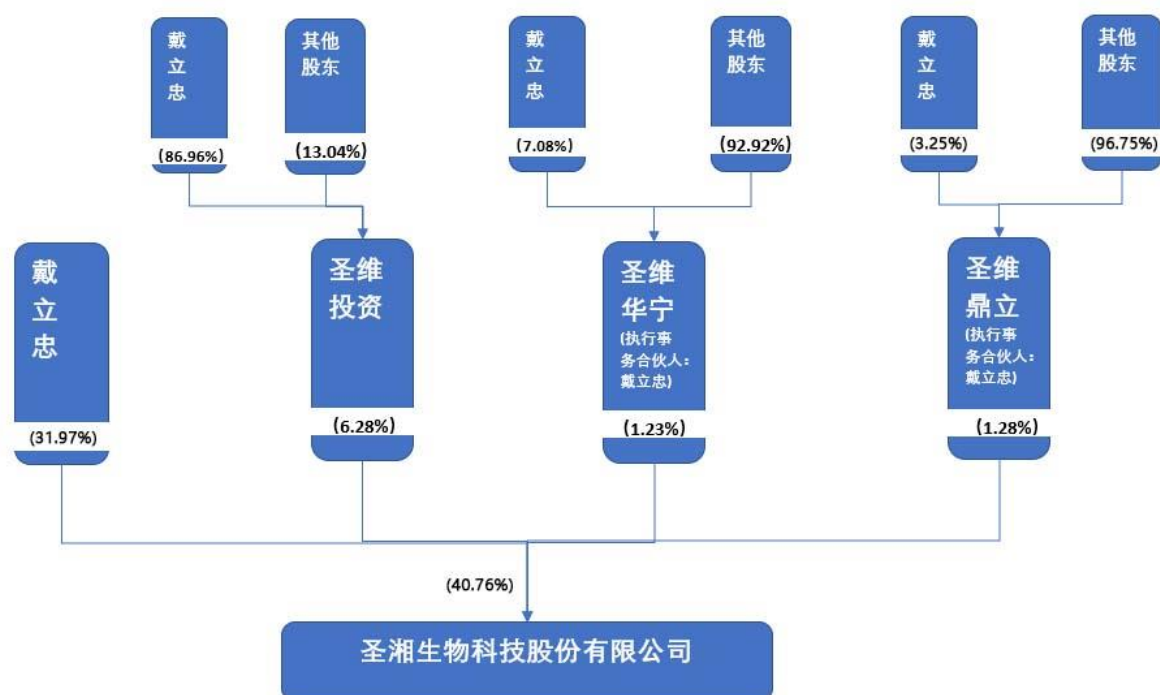 戴
立
忠
(86.96%)
其他
股东
(13.04%)
戴
立
忠
(7.08%)
其他
股东
(92.92%)
戴
立
忠
(3.25%)
其他
股东
(96.75%)
戴
立
忠
(31.97%)
圣维
投资
(6.28%)
圣维
华宁
(执行事
务合伙人：
戴立忠)
(1.23%)
圣维
鼎立
(执行事
务合伙人：
戴立忠)
(1.28%)
(40.76%)
圣湘生物科技股份有限公司